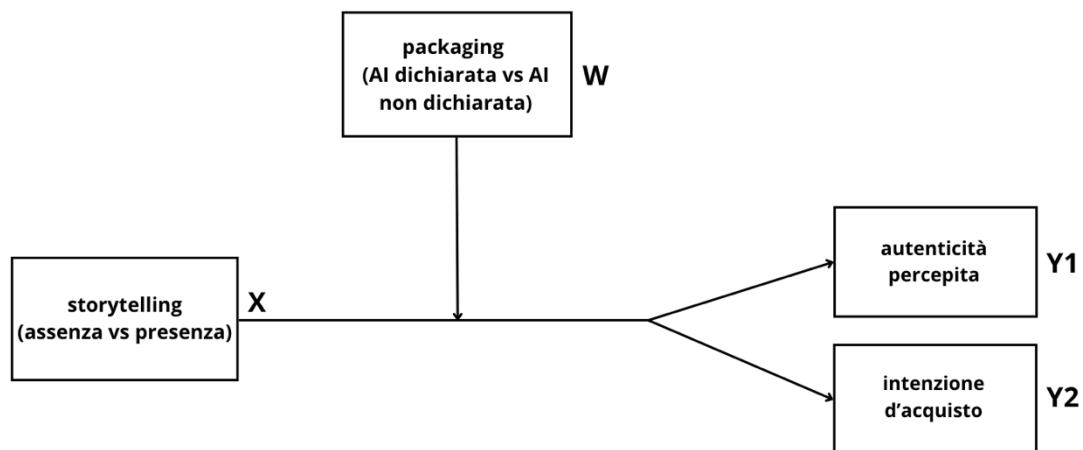 packaging
(AI dichiarata vs AI
non dichiarata)
W
storytelling
(assenza vs presenza)
X
autenticità
percepita
Y1
intenzione
d’acquisto
Y2